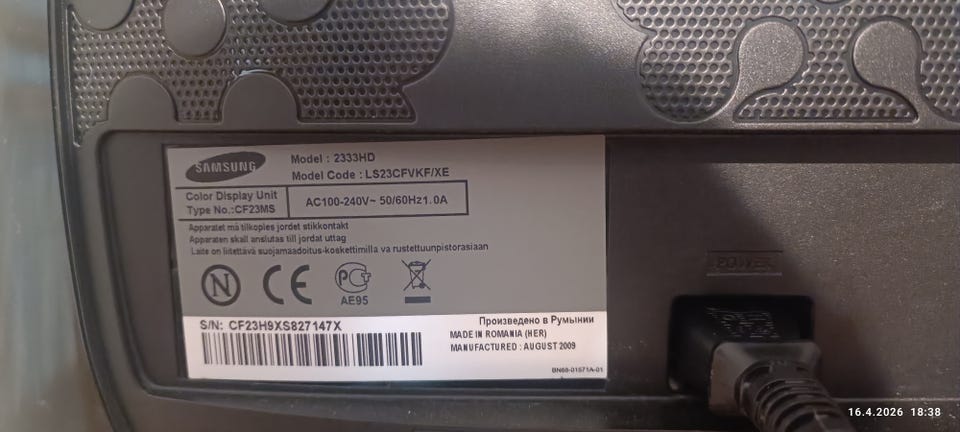 SAMSUNG
Model : 2333HD
Model Code : LS23CFVKF/XE
Color Display Unit
Type No.:CF23MS
AC100-240V~ 50/60Hz1.0A
Apparatet må tilkoples jordet stikkontakt
Apparaten skall anslutas till jordat uttag
Laite on liitettävä suojamaadoitus-koskettimilla va rustettuunpistorasiaan
N
CE
AE95
S/N: CF23H9XS827147X
Произведено в Румынии
MADE IN ROMANIA (HER)
MANUFACTURED : AUGUST 2009
BN68-01571A-01
POWER
16.4.2026 18:38